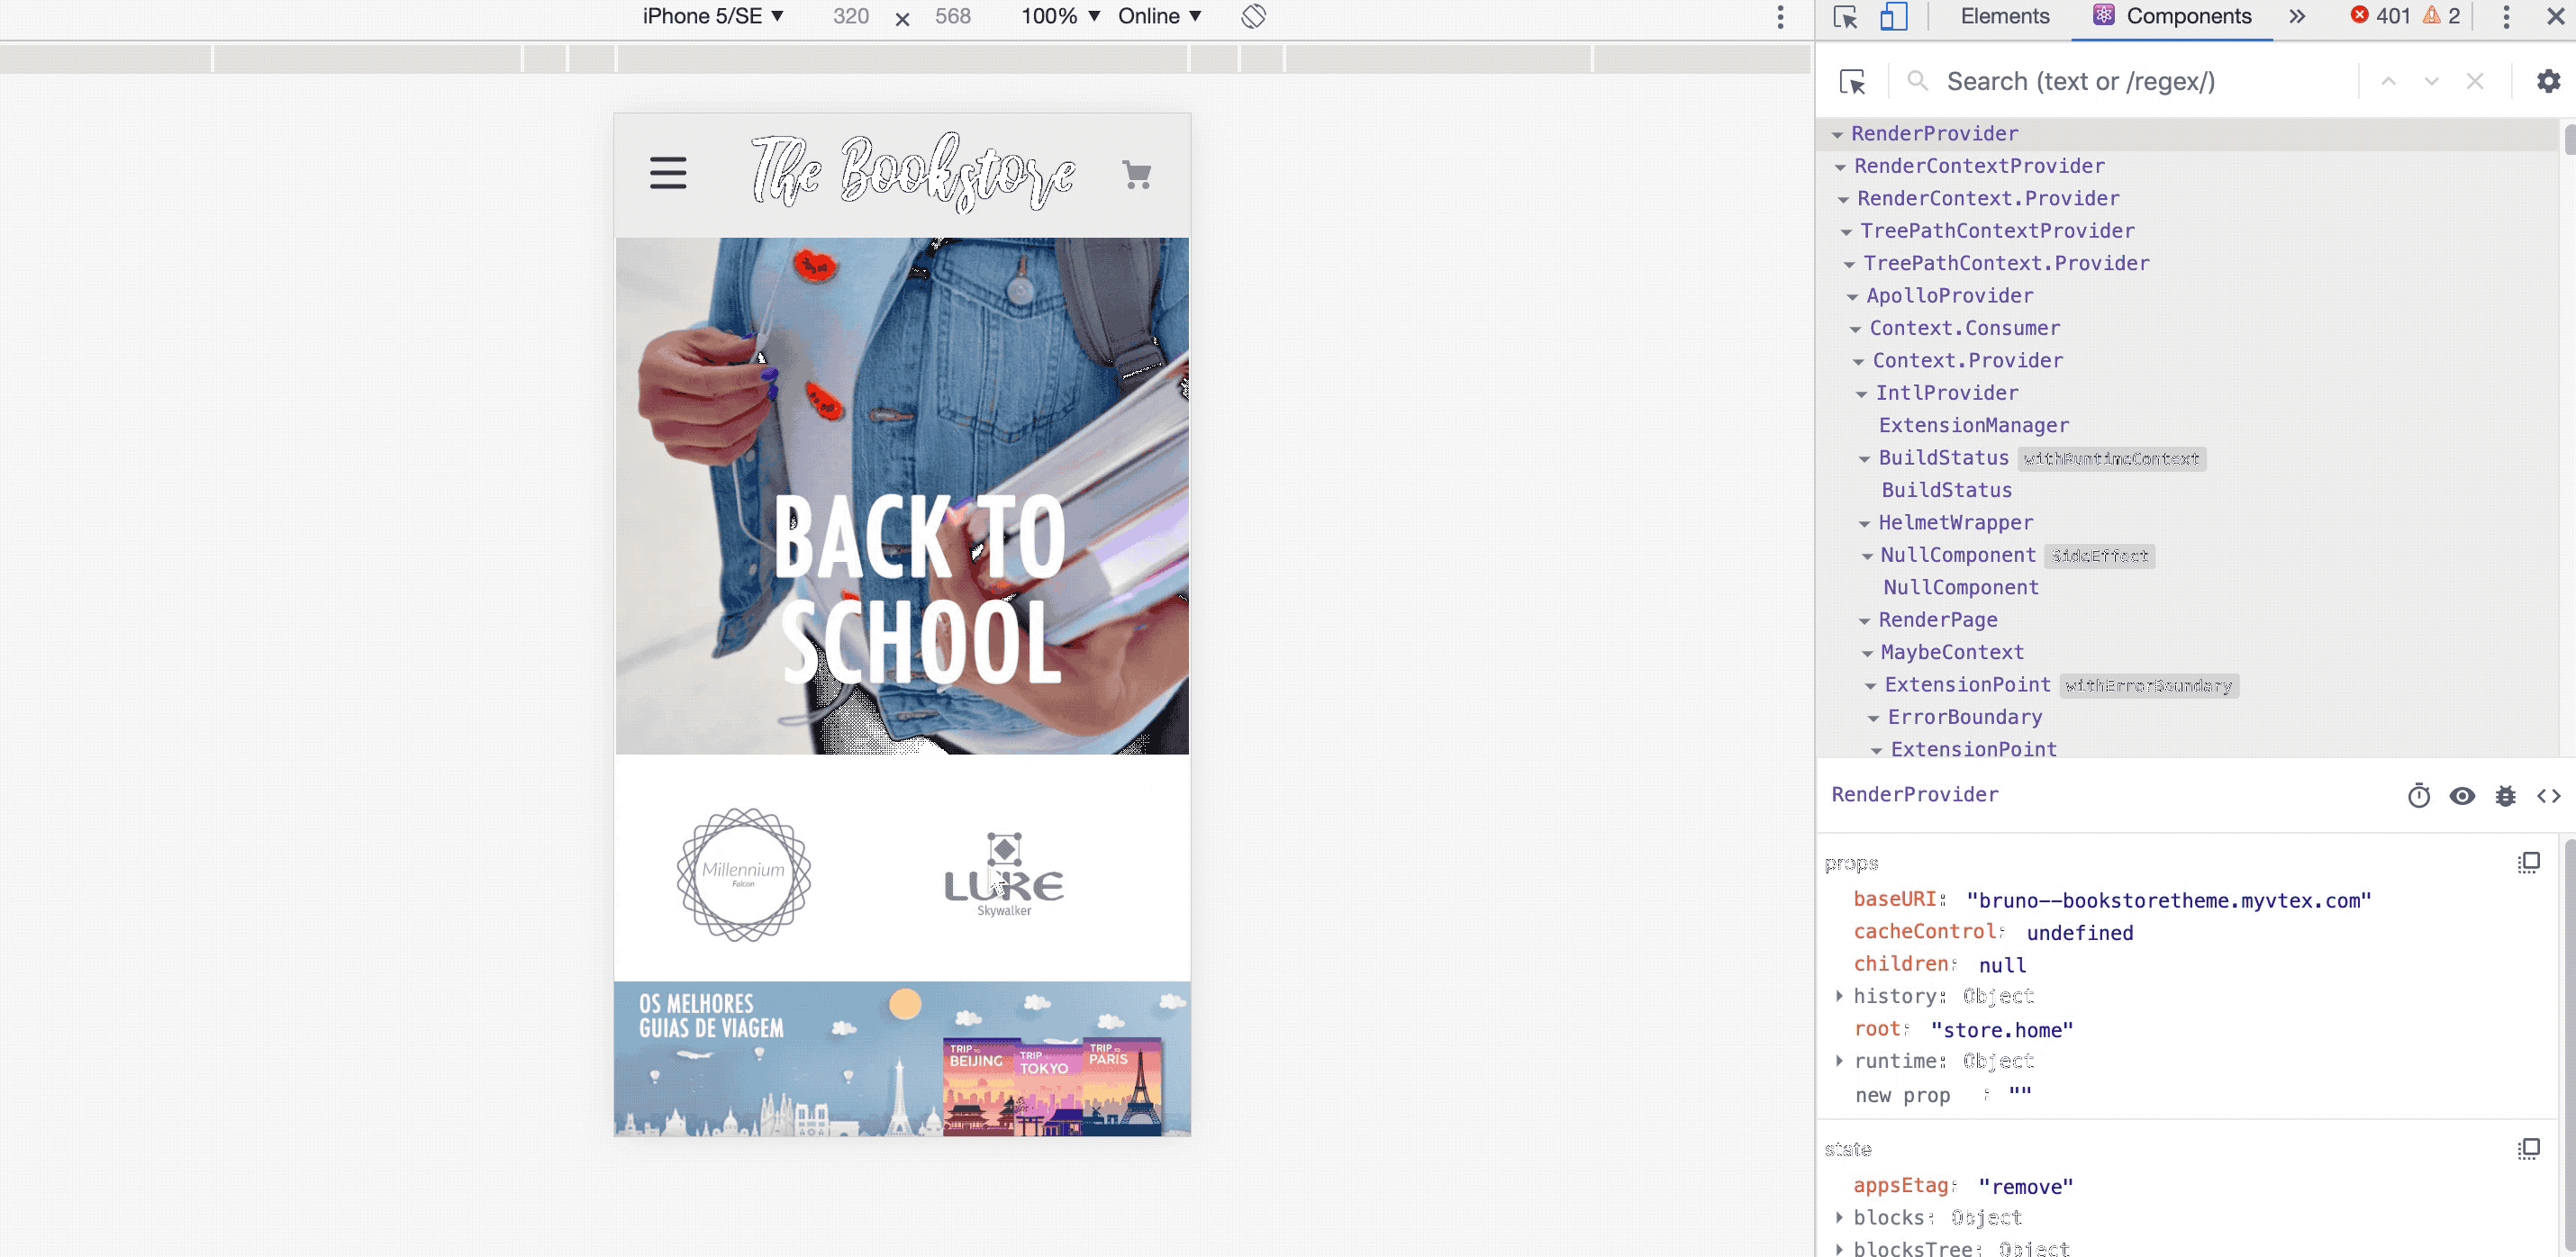 iPhone 5/SE ▼ 320 × 568 100% ▼ Online ▼
Elements Components » 401 2
Search (text or /regex/)
The Bookstore
BACK TO
SCHOOL
Millennium
Falcon
LUKE
Skywalker
OS MELHORES
GUIAS DE VIAGEM
TRIP TO
BEIJING
TRIP TO
TOKYO
TRIP TO
PARIS
RenderProvider
RenderContextProvider
RenderContext.Provider
TreePathContextProvider
TreePathContext.Provider
ApolloProvider
Context.Consumer
Context.Provider
IntlProvider
ExtensionManager
BuildStatus withRuntimeContext
BuildStatus
HelmetWrapper
NullComponent SideEffect
NullComponent
RenderPage
MaybeContext
ExtensionPoint withErrorBoundary
ErrorBoundary
ExtensionPoint
RenderProvider
props
baseURI: "bruno--bookstoretheme.myvtex.com"
cacheControl: undefined
children: null
history: Object
root: "store.home"
runtime: Object
new prop : ""
state
appsEtag: "remove"
blocks: Object
blocksTree: Object